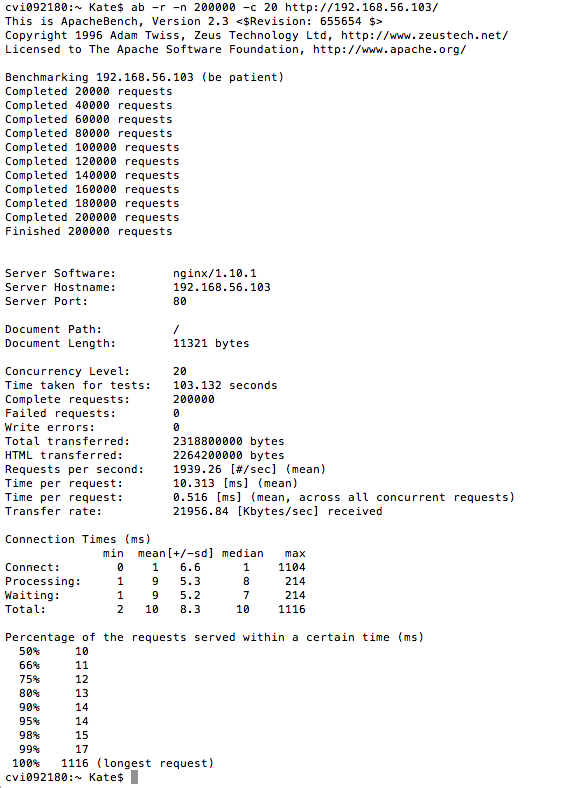 cvi092180:~ Kate$ ab -r -n 200000 -c 20 http://192.168.56.103/
This is ApacheBench, Version 2.3 <$Revision: 655654 $>
Copyright 1996 Adam Twiss, Zeus Technology Ltd, http://www.zeustech.net/
Licensed to The Apache Software Foundation, http://www.apache.org/

Benchmarking 192.168.56.103 (be patient)
Completed 20000 requests
Completed 40000 requests
Completed 60000 requests
Completed 80000 requests
Completed 100000 requests
Completed 120000 requests
Completed 140000 requests
Completed 160000 requests
Completed 180000 requests
Completed 200000 requests
Finished 200000 requests


Server Software:        nginx/1.10.1
Server Hostname:        192.168.56.103
Server Port:            80

Document Path:          /
Document Length:        11321 bytes

Concurrency Level:      20
Time taken for tests:   103.132 seconds
Complete requests:      200000
Failed requests:        0
Write errors:           0
Total transferred:      2318800000 bytes
HTML transferred:       2264200000 bytes
Requests per second:    1939.26 [#/sec] (mean)
Time per request:       10.313 [ms] (mean)
Time per request:       0.516 [ms] (mean, across all concurrent requests)
Transfer rate:          21956.84 [Kbytes/sec] received

Connection Times (ms)
              min  mean[+/-sd] median   max
Connect:        0    1   6.6      1    1104
Processing:     1    9   5.3      8     214
Waiting:        1    9   5.2      7     214
Total:          2   10   8.3     10    1116

Percentage of the requests served within a certain time (ms)
  50%     10
  66%     11
  75%     12
  80%     13
  90%     14
  95%     14
  98%     15
  99%     17
 100%   1116 (longest request)
cvi092180:~ Kate$